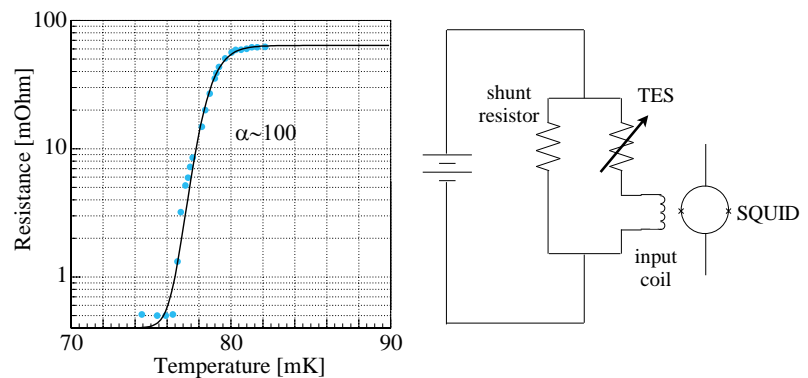 100
10
1
Resistance [mOhm]
α~100
70
80
90
Temperature [mK]
shunt
resistor
TES
SQUID
input
coil